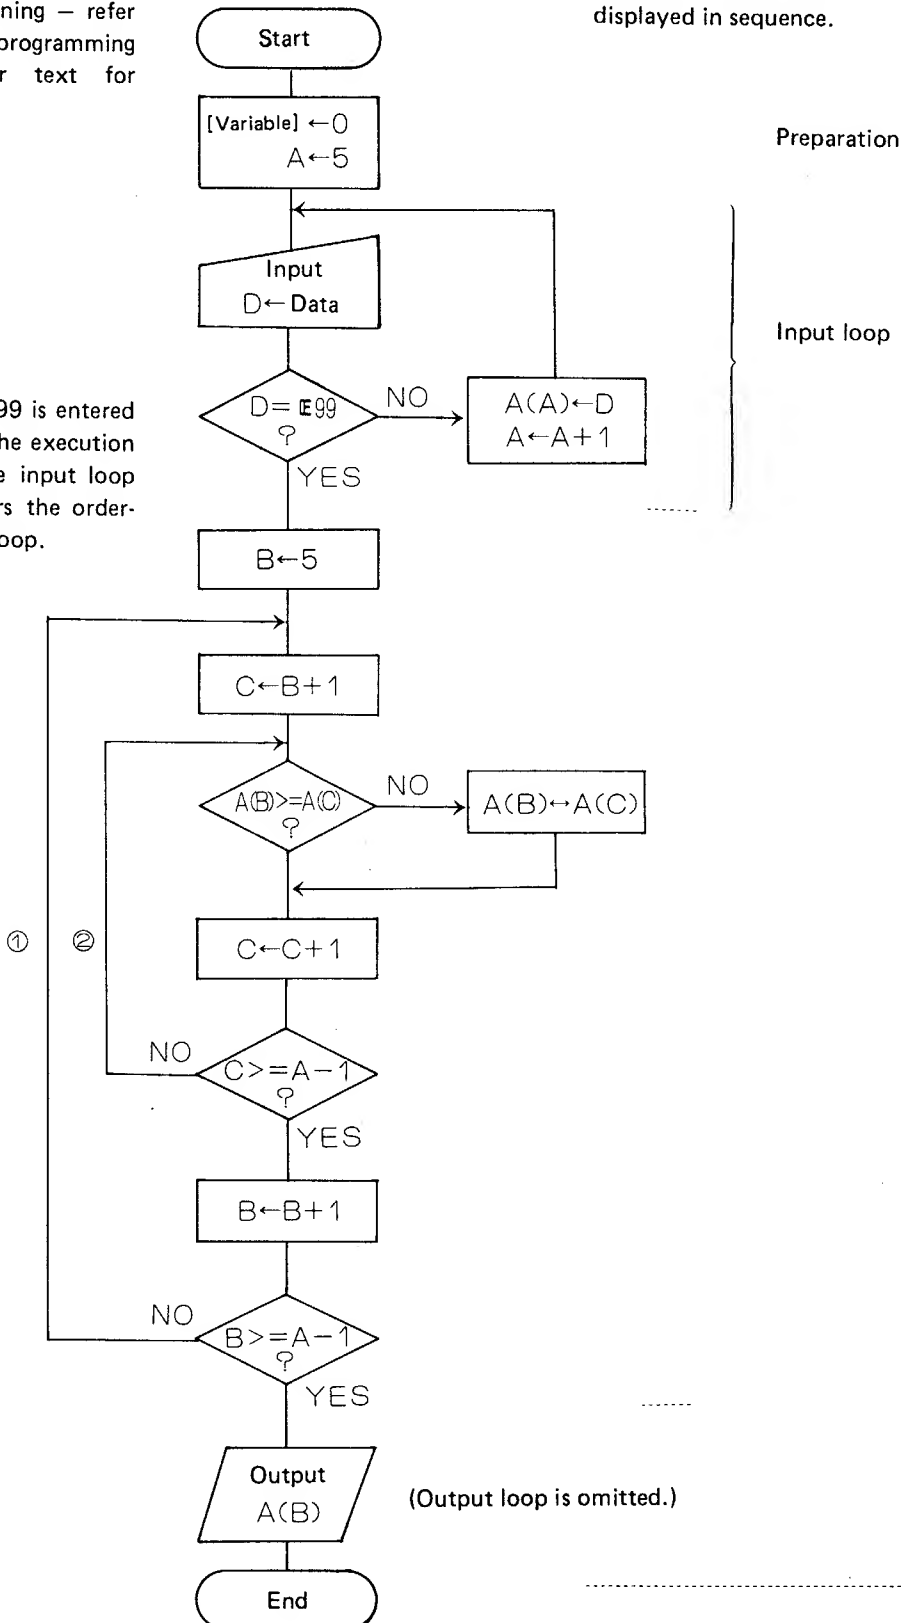 ning – refer
programming
r text for
displayed in sequence.
Start
[Variable] ←0
A←5
Preparation
Input
D←Data
Input loop
D=ᴇ99
?
NO
A(A)←D
A←A+1
YES
99 is entered
he execution
e input loop
rs the order-
oop.
B←5
C←B+1
A(B)>=A(C)
?
NO
A(B)↔A(C)
① ②
C←C+1
NO
C>=A−1
?
YES
B←B+1
NO
B>=A−1
?
YES
Output
A(B)
(Output loop is omitted.)
End